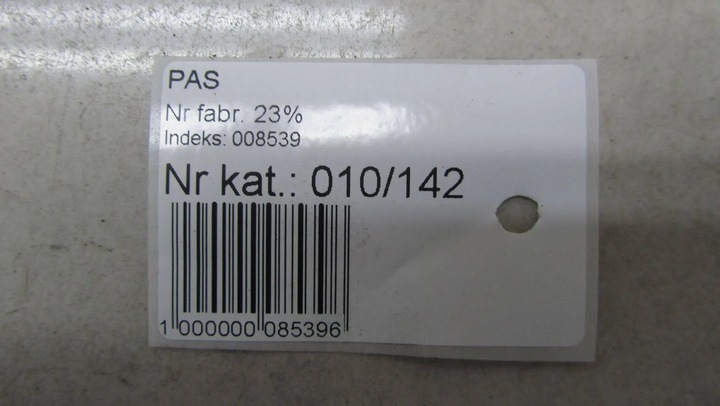 PAS
Nr fabr. 23%
Indeks: 008539
Nr kat.: 010/142
1 000000 085396